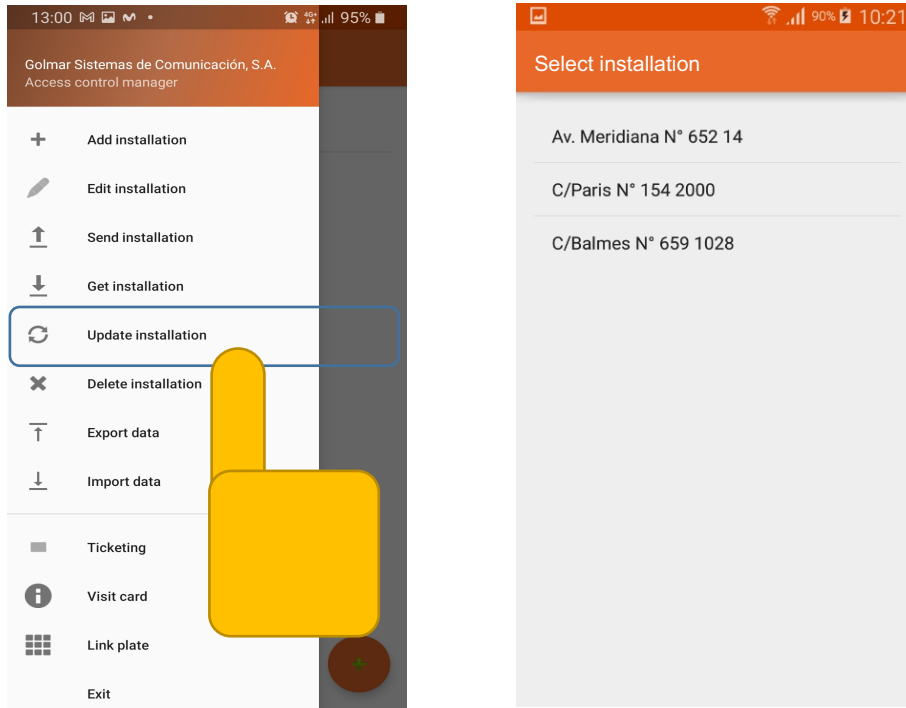 13:00 95%
Golmar Sistemas de Comunicación, S.A.
Access control manager
Add installation
Edit installation
Send installation
Get installation
Update installation
Delete installation
Export data
Import data
Ticketing
Visit card
Link plate
Exit
90% 10:21
Select installation
Av. Meridiana N° 652 14
C/Paris N° 154 2000
C/Balmes N° 659 1028